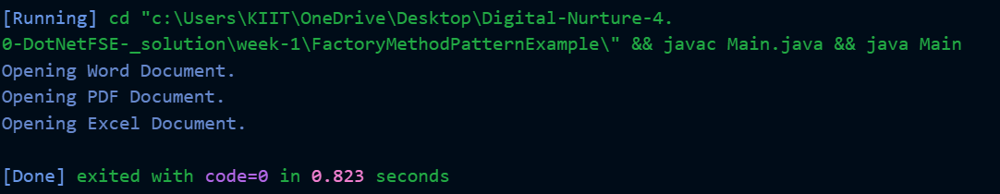 [Running] cd "c:\Users\KIIT\OneDrive\Desktop\Digital-Nurture-4.
0-DotNetFSE-_solution\week-1\FactoryMethodPatternExample\" && javac Main.java && java Main
Opening Word Document.
Opening PDF Document.
Opening Excel Document.
[Done] exited with code=0 in 0.823 seconds